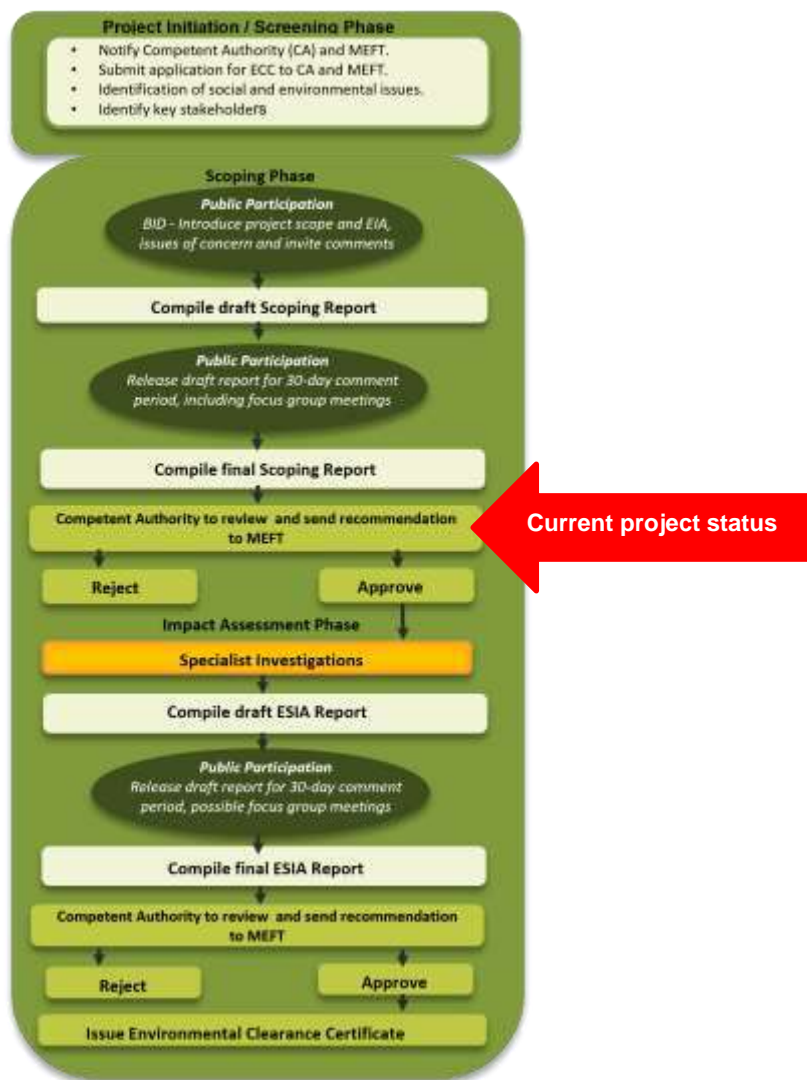 Project Initiation / Screening Phase
• Notify Competent Authority (CA) and MEFT.
• Submit application for ECC to CA and MEFT.
• Identification of social and environmental issues.
• Identify key stakeholders
Scoping Phase
Public Participation
BID - Introduce project scope and EIA,
issues of concern and invite comments
Compile draft Scoping Report
Public Participation
Release draft report for 30-day comment
period, including focus group meetings
Compile final Scoping Report
Competent Authority to review and send recommendation
to MEFT
Current project status
Reject
Approve
Impact Assessment Phase
Specialist Investigations
Compile draft ESIA Report
Public Participation
Release draft report for 30-day comment
period, possible focus group meetings
Compile final ESIA Report
Competent Authority to review and send recommendation
to MEFT
Reject
Approve
Issue Environmental Clearance Certificate